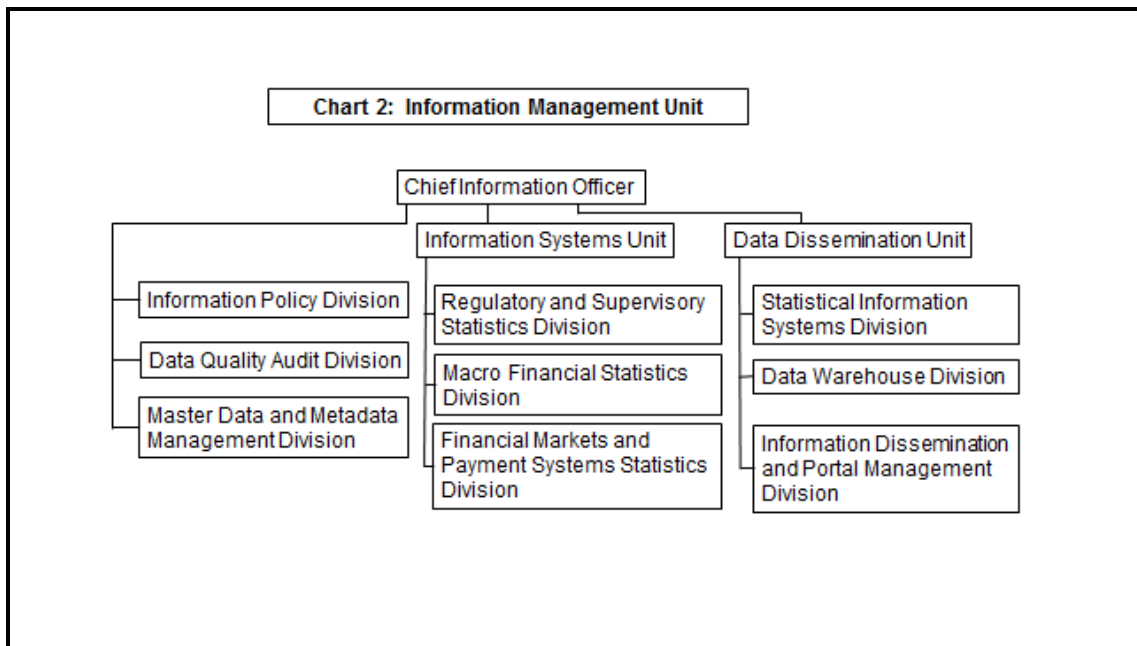 Chart 2: Information Management Unit
Chief Information Officer
Information Systems Unit
Data Dissemination Unit
Information Policy Division
Data Quality Audit Division
Master Data and Metadata
Management Division
Regulatory and Supervisory
Statistics Division
Macro Financial Statistics
Division
Financial Markets and
Payment Systems Statistics
Division
Statistical Information
Systems Division
Data Warehouse Division
Information Dissemination
and Portal Management
Division